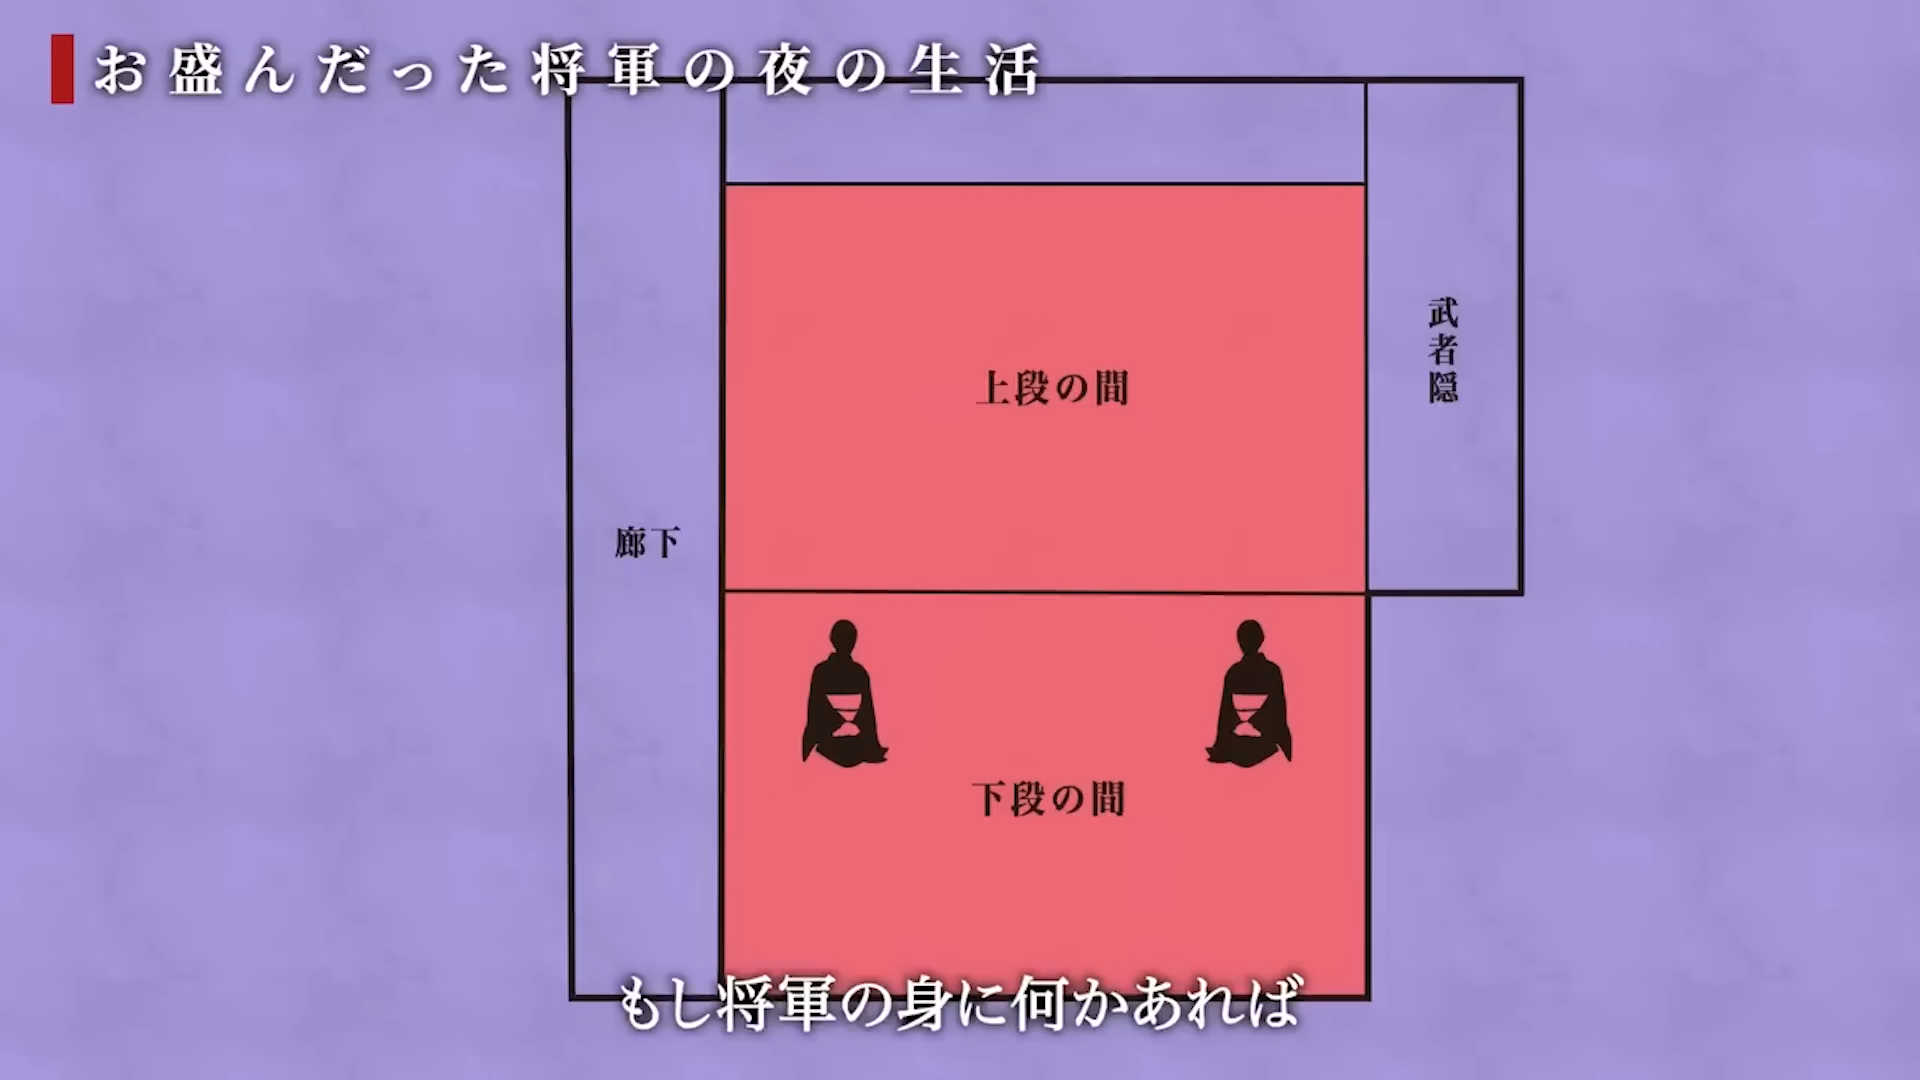 お盛んだった将軍の夜の生活
上段の間
武者隠
廊下
下段の間
もし将軍の身に何かあれば